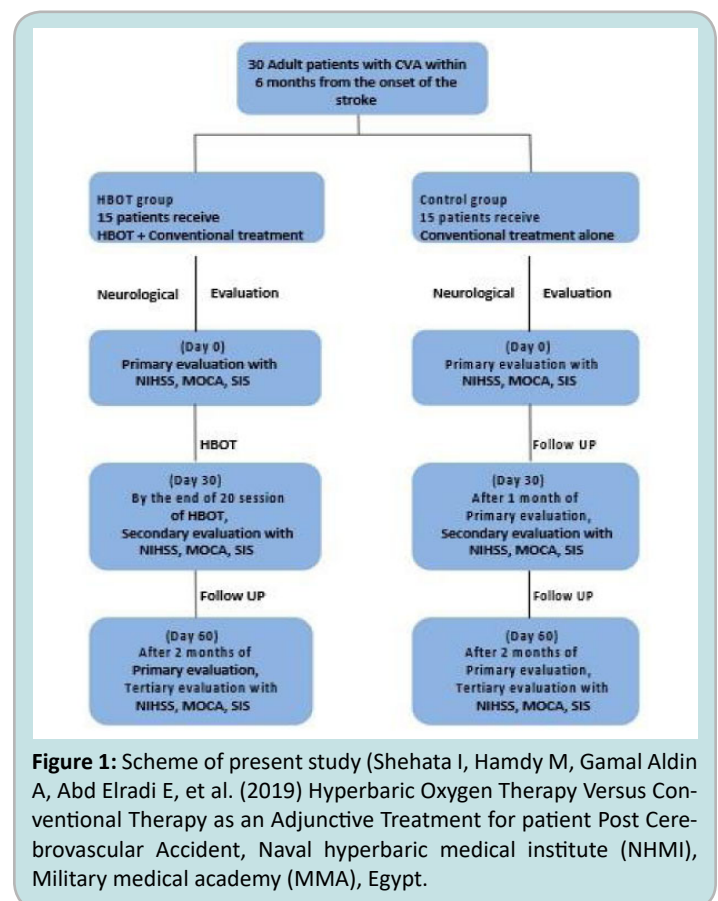 30 Adult patients with CVA within
6 months from the onset of the
stroke
HBOT group
15 patients receive
HBOT + Conventional treatment
Control group
15 patients receive
Conventional treatment alone
Neurological Evaluation
Neurological Evaluation
(Day 0)
Primary evaluation with
NIHSS, MOCA, SIS
(Day 0)
Primary evaluation with
NIHSS, MOCA, SIS
HBOT
Follow UP
(Day 30)
By the end of 20 session
of HBOT,
Secondary evaluation with
NIHSS, MOCA, SIS
(Day 30)
After 1 month of
Primary evaluation,
Secondary evaluation with
NIHSS, MOCA, SIS
Follow UP
Follow UP
(Day 60)
After 2 months of
Primary evaluation,
Tertiary evaluation with
NIHSS, MOCA, SIS
(Day 60)
After 2 months of
Primary evaluation,
Tertiary evaluation with
NIHSS, MOCA, SIS
Figure 1: Scheme of present study (Shehata I, Hamdy M, Gamal Aldin
A, Abd Elradi E, et al. (2019) Hyperbaric Oxygen Therapy Versus Con-
ventional Therapy as an Adjunctive Treatment for patient Post Cere-
brovascular Accident, Naval hyperbaric medical institute (NHMI),
Military medical academy (MMA), Egypt.